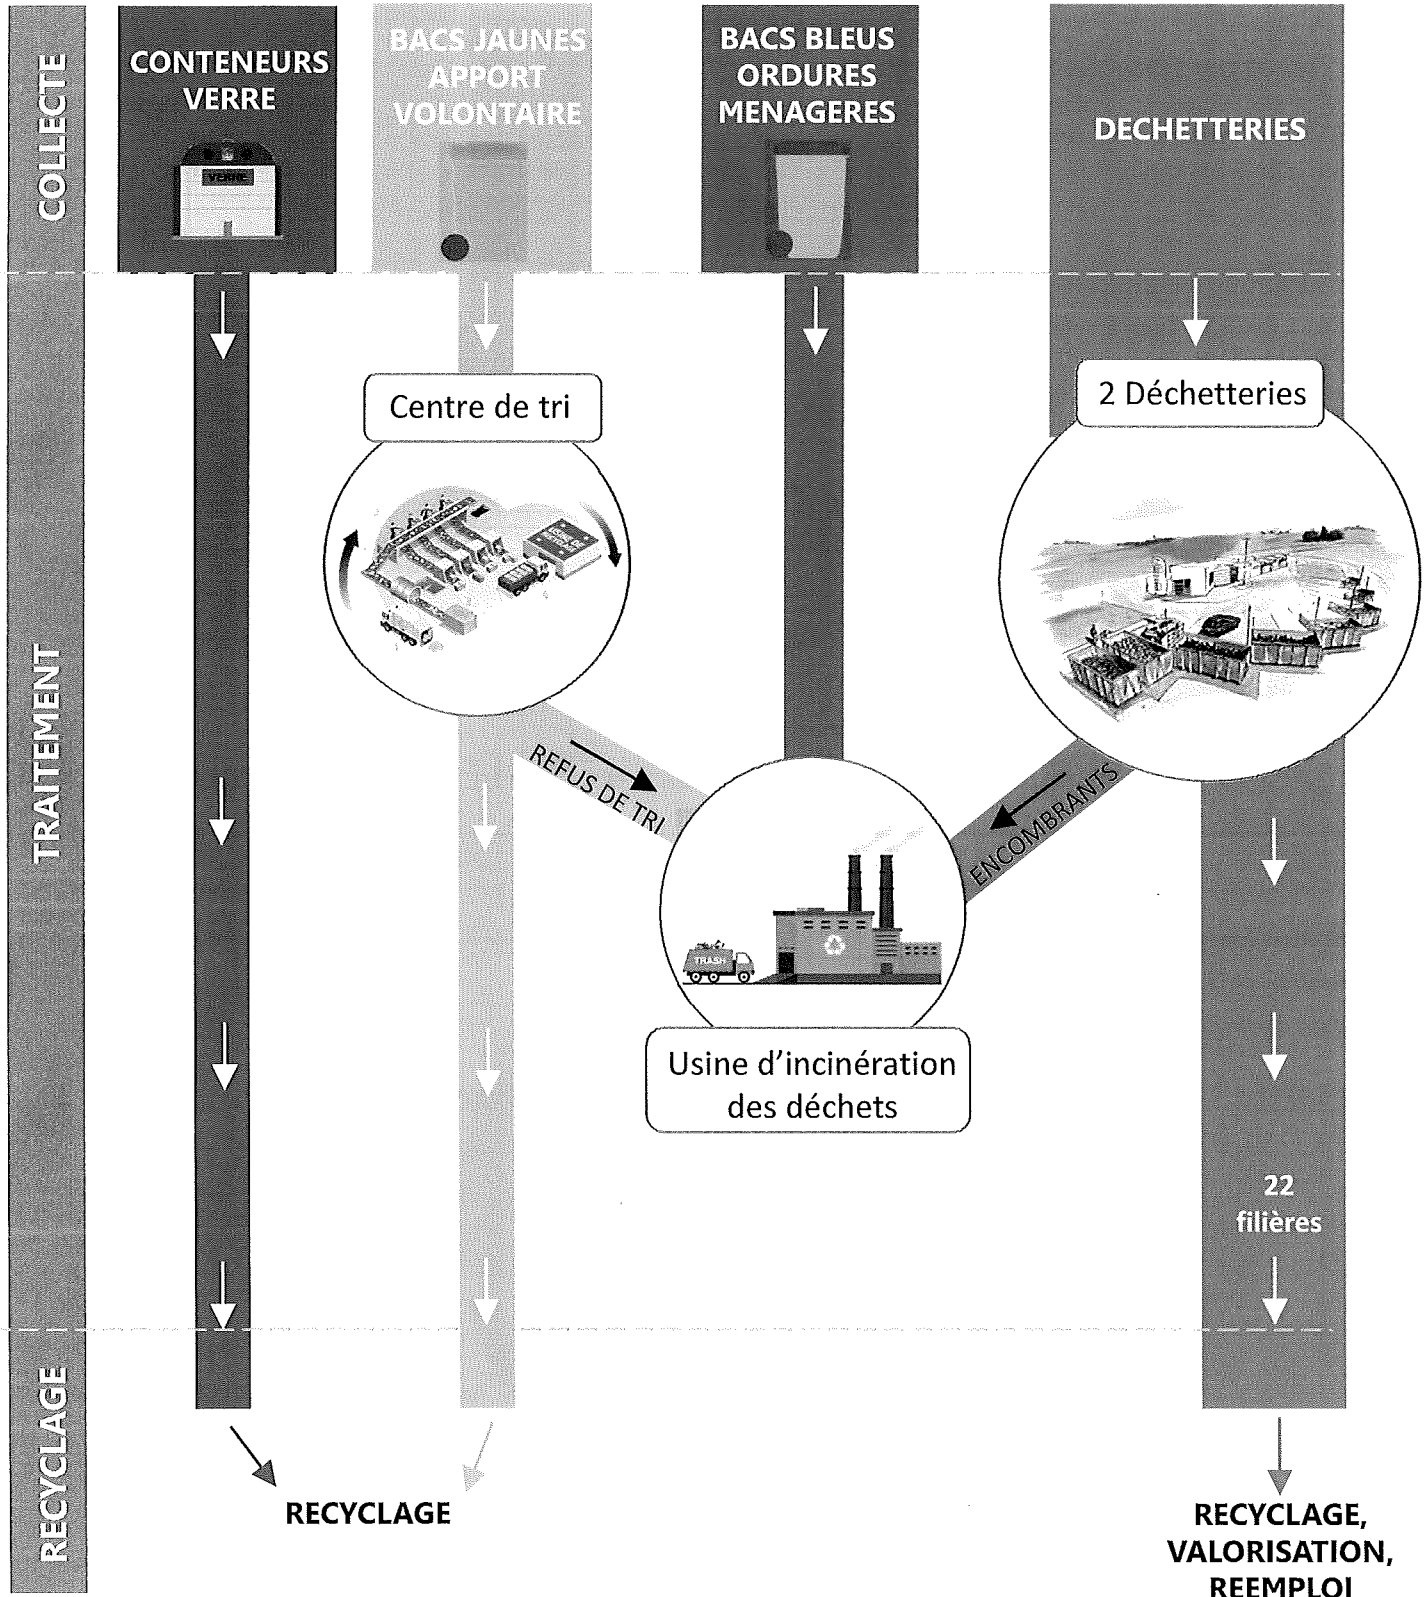 COLLECTE
CONTENEURS
VERRE
VERRE
BACS JAUNES
APPORT
VOLONTAIRE
BACS BLEUS
ORDURES
MENAGERES
DECHETTERIES
TRAITEMENT
Centre de tri
2 Déchetteries
REFUS DE TRI
ENCOMBRANTS
TRASH
Usine d'incinération
des déchets
22
filières
RECYCLAGE
RECYCLAGE
RECYCLAGE,
VALORISATION,
REEMPLOI